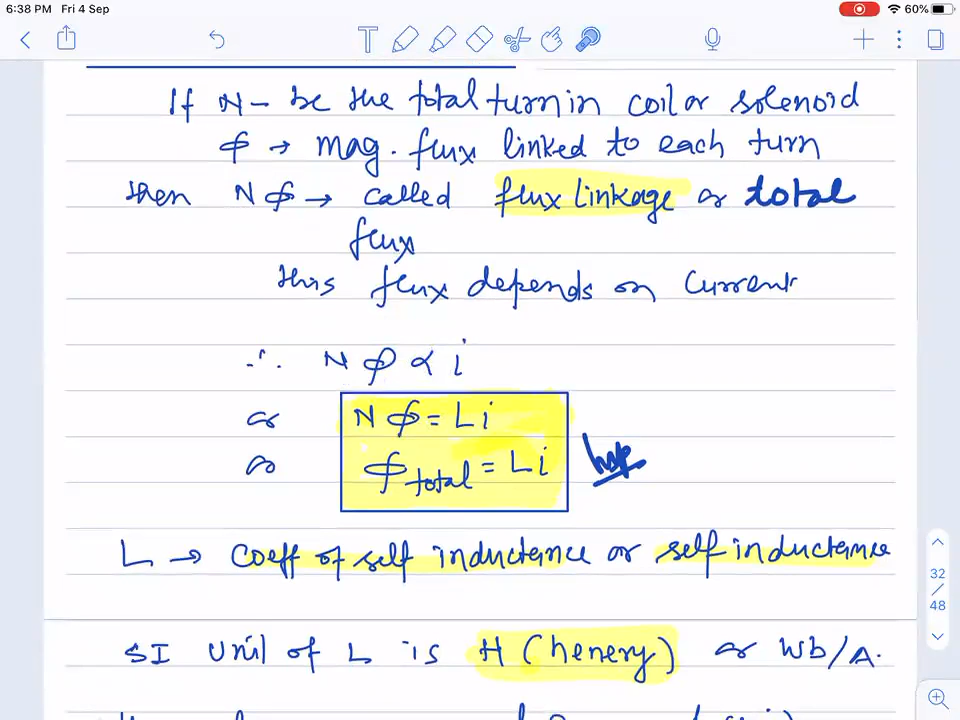 6:38 PM Fri 4 Sep
60%
If N - be the total turn in coil or solenoid
ϕ → mag. flux linked to each turn
then Nϕ → called flux linkage or total
flux
this flux depends on current
∴ Nϕ ∝ i
or Nϕ = Li
or ϕ total = Li
L → Coeff of self inductance or self inductance
32
/
48
SI Unit of L is H (henery) or Wb/A.